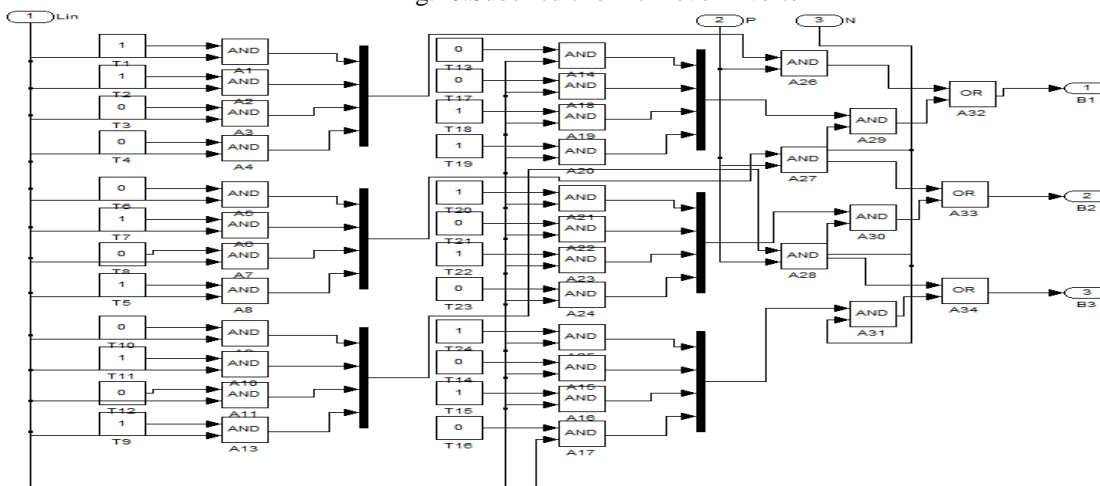 1 Lin
2 P
3 N
1 AND
T1 A1
1 AND
T2 A2
0 AND
T3 A3
0 AND
T4 A4
0 AND
T6 A5
1 AND
T7 A6
0 AND
T8 A7
1 AND
T5 A8
0 AND
T10
1 AND
T11 A10
0 AND
T12 A11
1 AND
T9 A13
0 AND
T13 A14
0 AND
T17 A18
1 AND
T18 A19
1 AND
T19 A20
1 AND
T20 A21
0 AND
T21 A22
1 AND
T22 A23
0 AND
T23 A24
1 AND
T24 A25
0 AND
T14 A15
1 AND
T15 A16
0 AND
T16 A17
AND
A26
AND
A29
AND
A27
AND
A30
AND
A28
AND
A31
OR
A32
OR
A33
OR
A34
1
B1
2
B2
3
B3